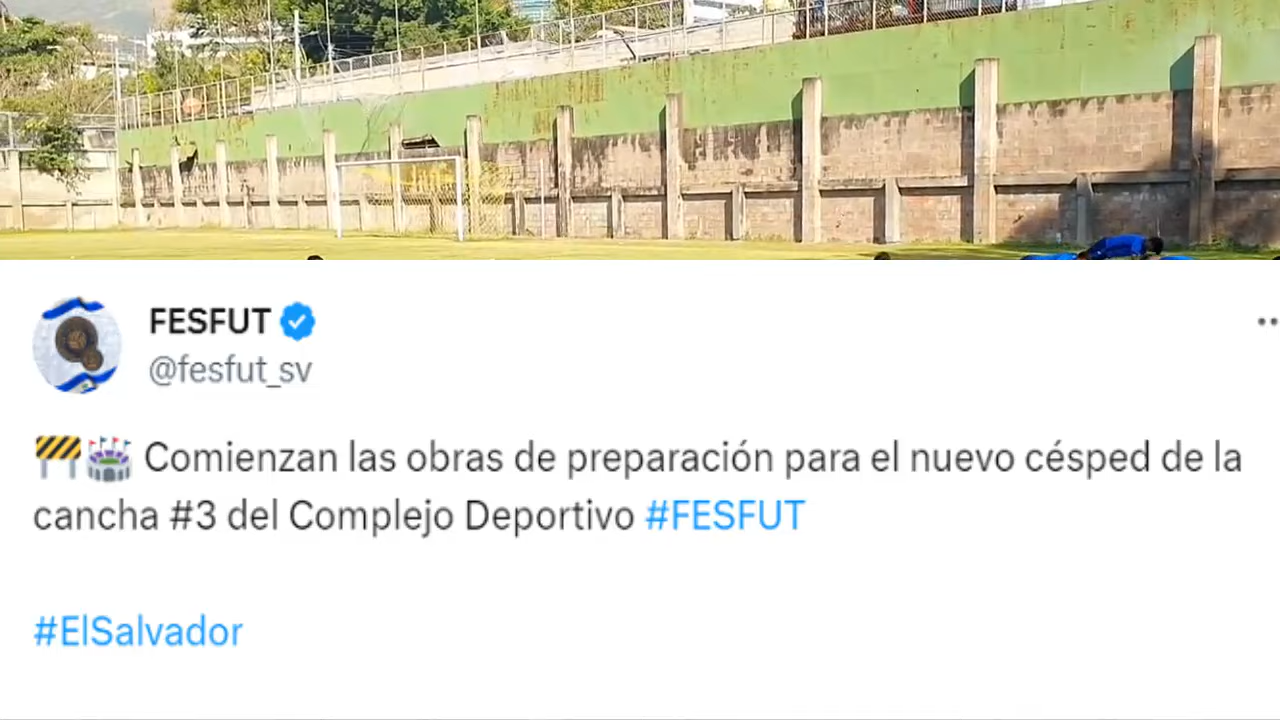 FESFUT
@fesfut_sv
🚧🏟️ Comienzan las obras de preparación para el nuevo césped de la
cancha #3 del Complejo Deportivo #FESFUT
#ElSalvador